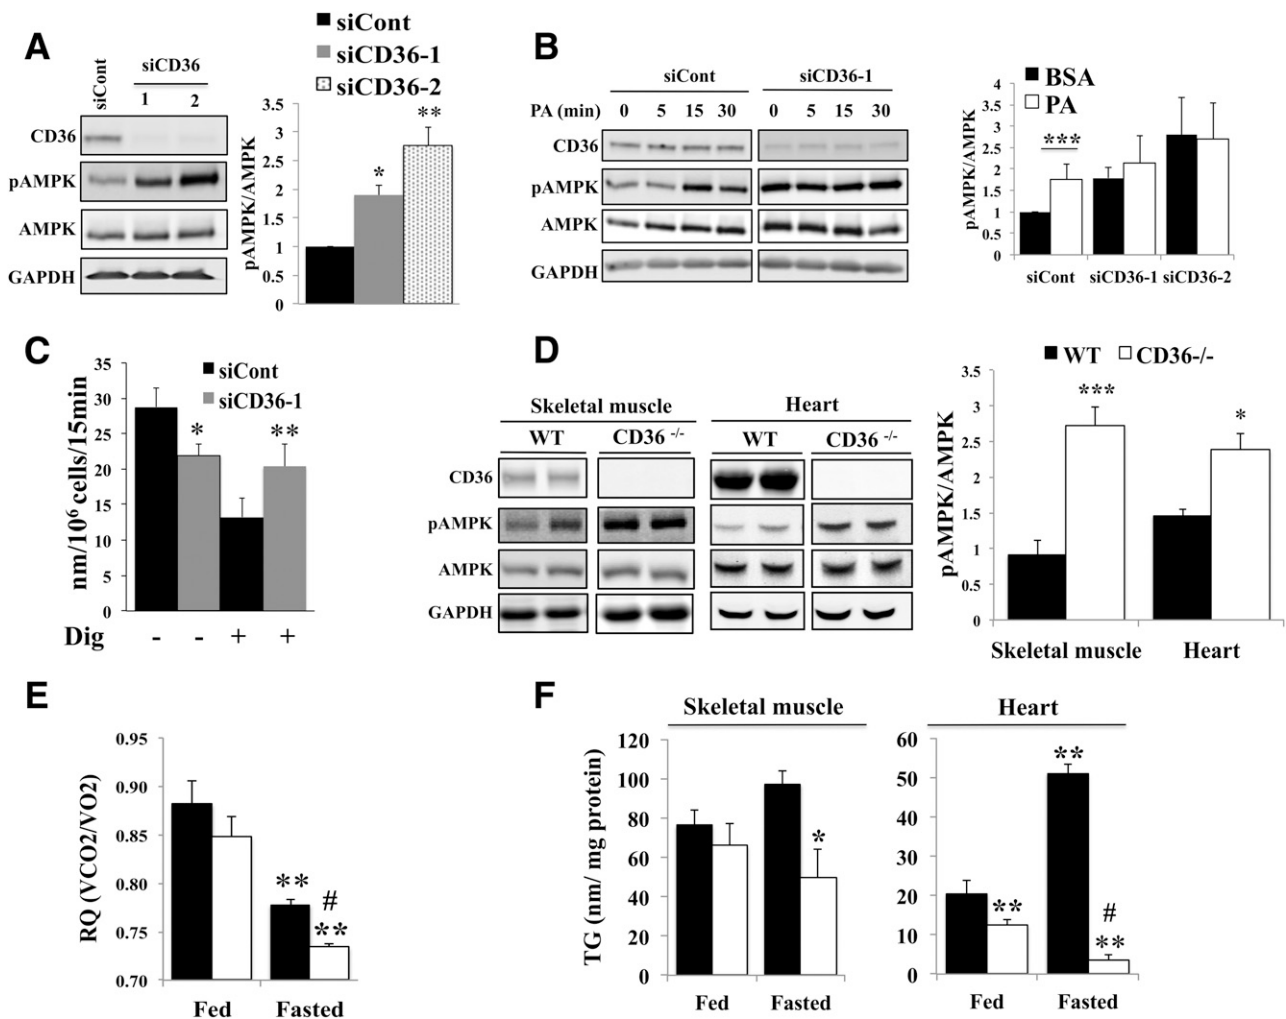 A
siCont
siCD36-1
siCD36-2
siCont
siCD36
1 2
CD36
pAMPK
AMPK
GAPDH
pAMPK/AMPK
3.5
3
2.5
2
1.5
1
0.5
0
*
**
B
siCont siCD36-1
PA (min) 0 5 15 30 0 5 15 30
CD36
pAMPK
AMPK
GAPDH
BSA
PA
pAMPK/AMPK
4
3.5
3
2.5
2
1.5
1
0.5
0
***
siCont siCD36-1 siCD36-2
C
siCont
siCD36-1
nm/10⁶ cells/15min
35
30
25
20
15
10
5
0
* **
Dig - - + +
D
Skeletal muscle Heart
WT CD36 -/- WT CD36 -/-
CD36
pAMPK
AMPK
GAPDH
WT CD36-/-
pAMPK/AMPK
3.5
3
2.5
2
1.5
1
0.5
0
***
*
Skeletal muscle Heart
E
RQ (VCO2/VO2)
0.95
0.90
0.85
0.80
0.75
0.70
**
#
**
Fed Fasted
F
Skeletal muscle Heart
TG (nm/ mg protein)
120
100
80
60
40
20
0
*
Fed Fasted
60
50
40
30
20
10
0
**
**
#
**
Fed Fasted